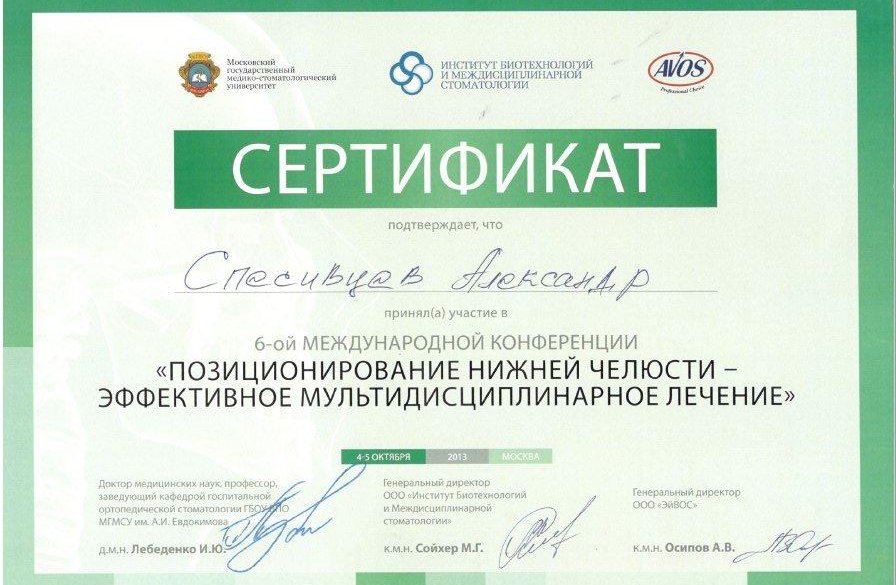 Московский
государственный
медико-стоматологический
университет
ИНСТИТУТ БИОТЕХНОЛОГИЙ
И МЕЖДИСЦИПЛИНАРНОЙ
СТОМАТОЛОГИИ
AVOS
Professional Choice
СЕРТИФИКАТ
подтверждает, что
Спасивцев Александр
принял(а) участие в
6-ой МЕЖДУНАРОДНОЙ КОНФЕРЕНЦИИ
«ПОЗИЦИОНИРОВАНИЕ НИЖНЕЙ ЧЕЛЮСТИ –
ЭФФЕКТИВНОЕ МУЛЬТИДИСЦИПЛИНАРНОЕ ЛЕЧЕНИЕ»
4-5 ОКТЯБРЯ 2013 МОСКВА
Доктор медицинских наук, профессор,
заведующий кафедрой госпитальной
ортопедической стоматологии ГБОУ ВПО
МГМСУ им. А.И. Евдокимова
д.м.н. Лебеденко И.Ю.
Генеральный директор
ООО «Институт Биотехнологий
и Междисциплинарной
стоматологии»
к.м.н. Сойхер М.Г.
Генеральный директор
ООО «ЭйВОС»
к.м.н. Осипов А.В.